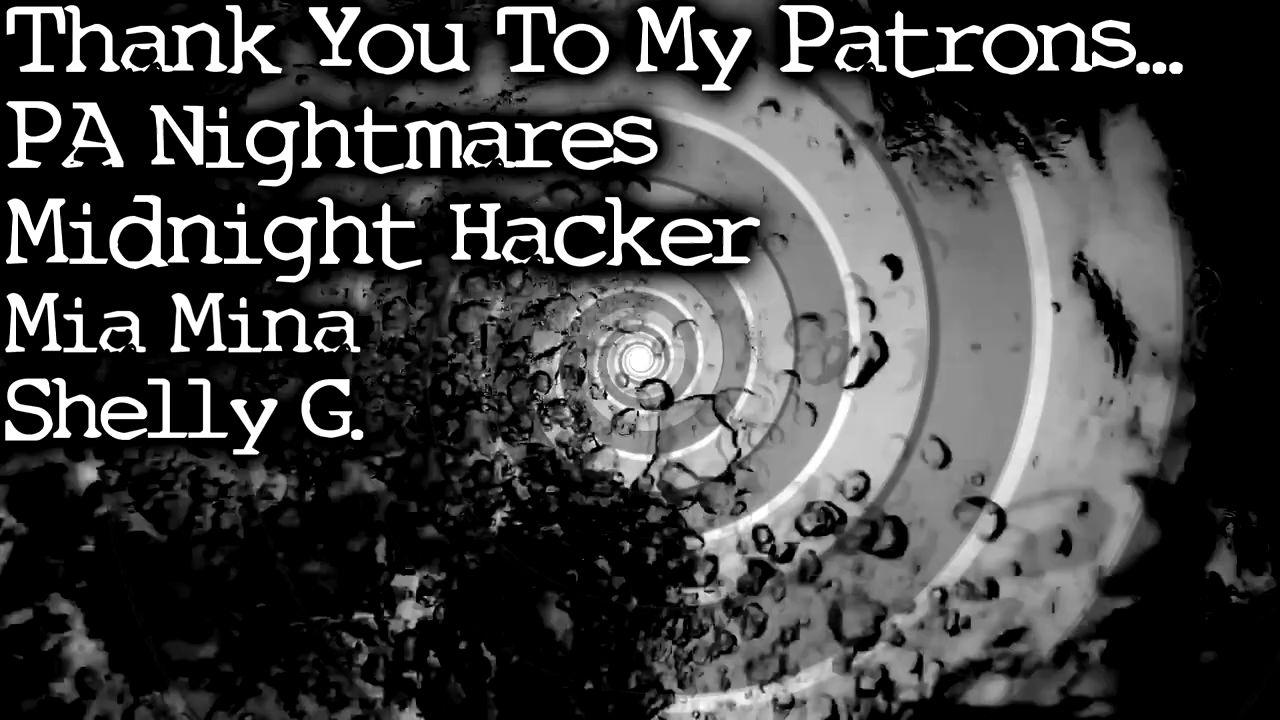 Thank You To My Patrons...
PA Nightmares
Midnight Hacker
Mia Mina
Shelly G.